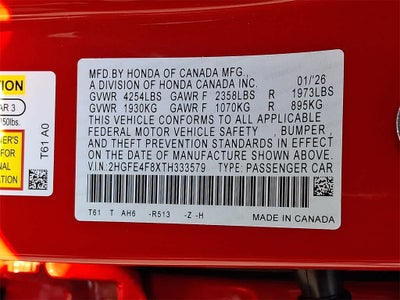 MFD.BY HONDA OF CANADA MFG.,
A DIVISION OF HONDA CANADA INC. 01/26
GVWR 4254LBS GAWR F 2358LBS R 1973LBS
GVWR 1930KG GAWR F 1070KG R 895KG
THIS VEHICLE CONFORMS TO ALL APPLICABLE
FEDERAL MOTOR VEHICLE SAFETY , BUMPER ,
AND THEFT PREVENTION STANDARDS IN EFFECT
ON THE DATE OF MANUFACTURE SHOWN ABOVE.
V.I.N:2HGFE4F8XTH333579 TYPE: PASSENGER CAR
T61 T AH6 -R513 -Z -H
MADE IN CANADA
T61 A0
AR 3
50lbs.